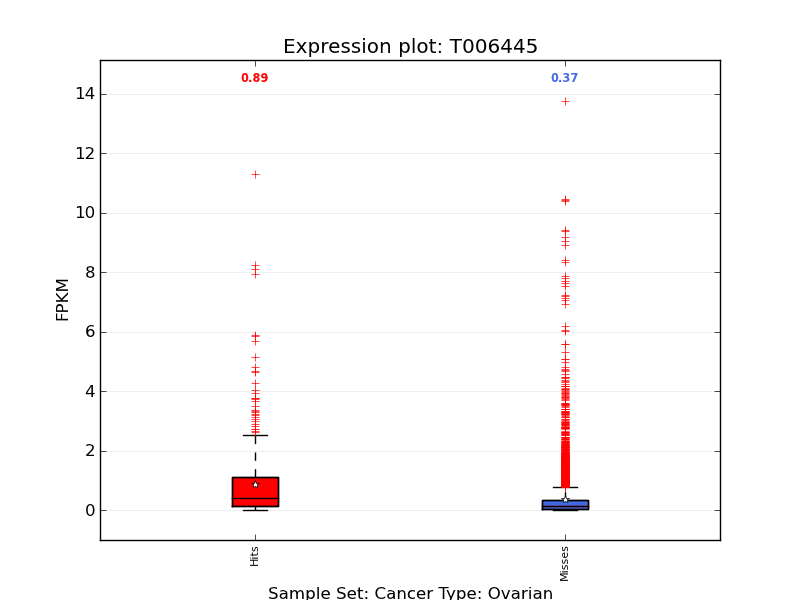 Expression plot: T006445
0.89
0.37
14
12
10
8
6
4
2
0
FPKM
Hits
Misses
Sample Set: Cancer Type: Ovarian